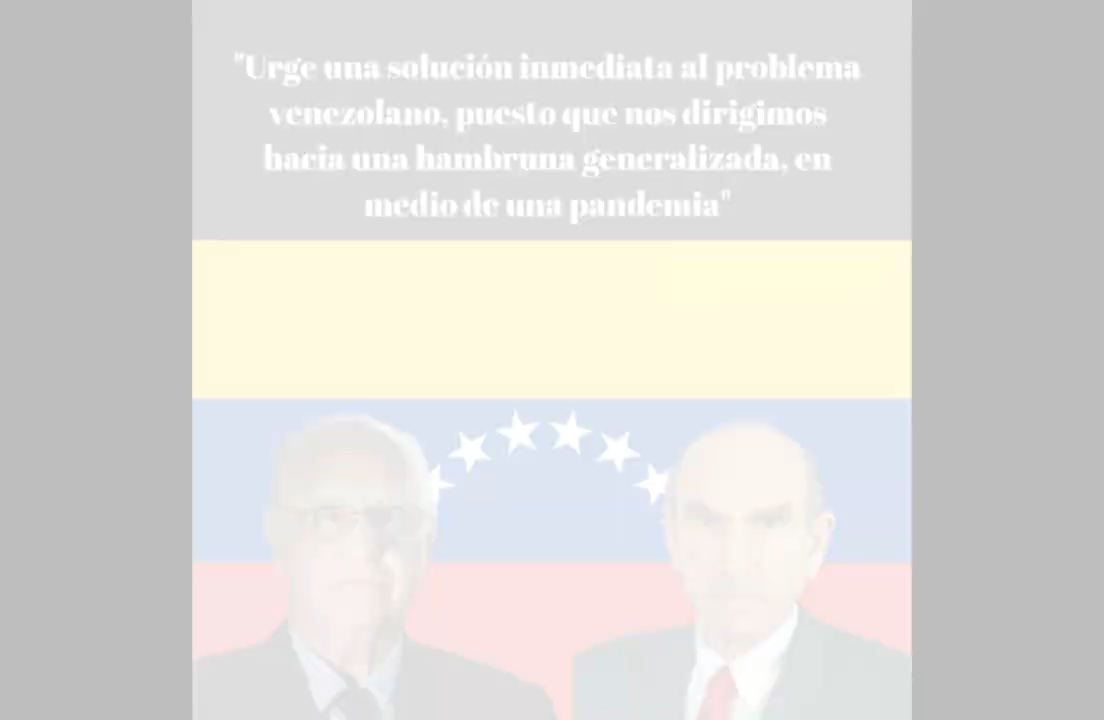 "Urge una solución inmediata al problema
venezolano, puesto que nos dirigimos
hacia una hambruna generalizada, en
medio de una pandemia"